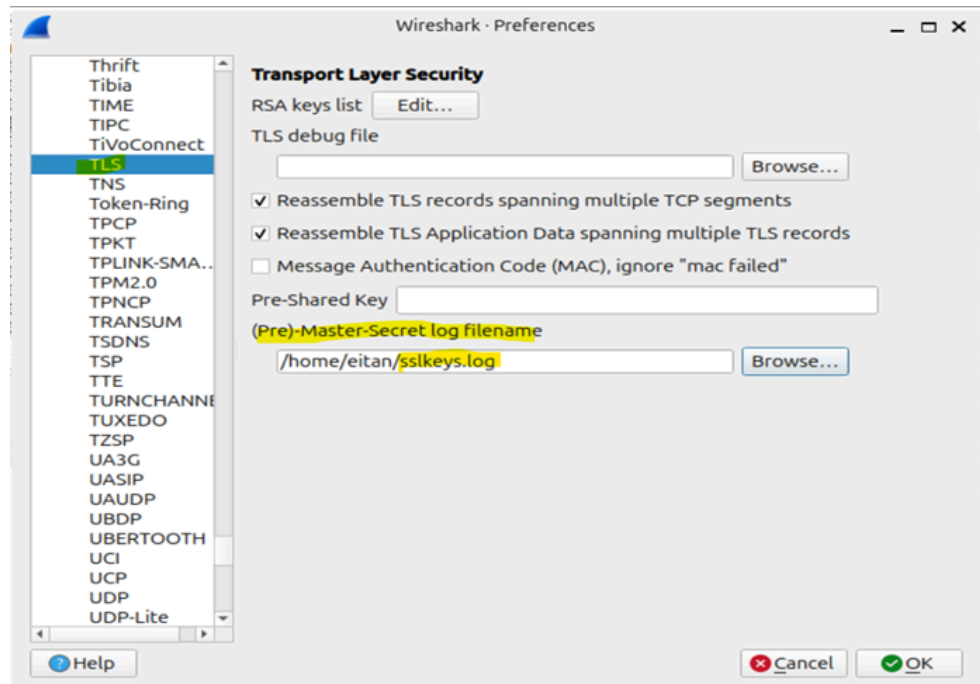 Wireshark · Preferences
Thrift
Tibia
TIME
TIPC
TiVoConnect
TLS
TNS
Token-Ring
TPCP
TPKT
TPLINK-SMA...
TPM2.0
TPNCP
TRANSUM
TSDNS
TSP
TTE
TURNCHANNE
TUXEDO
TZSP
UA3G
UASIP
UAUDP
UBDP
UBERTOOTH
UCI
UCP
UDP
UDP-Lite
Transport Layer Security
RSA keys list Edit...
TLS debug file
Browse...
Reassemble TLS records spanning multiple TCP segments
Reassemble TLS Application Data spanning multiple TLS records
Message Authentication Code (MAC), ignore "mac failed"
Pre-Shared Key
(Pre)-Master-Secret log filename
/home/eitan/sslkeys.log Browse...
Help Cancel OK